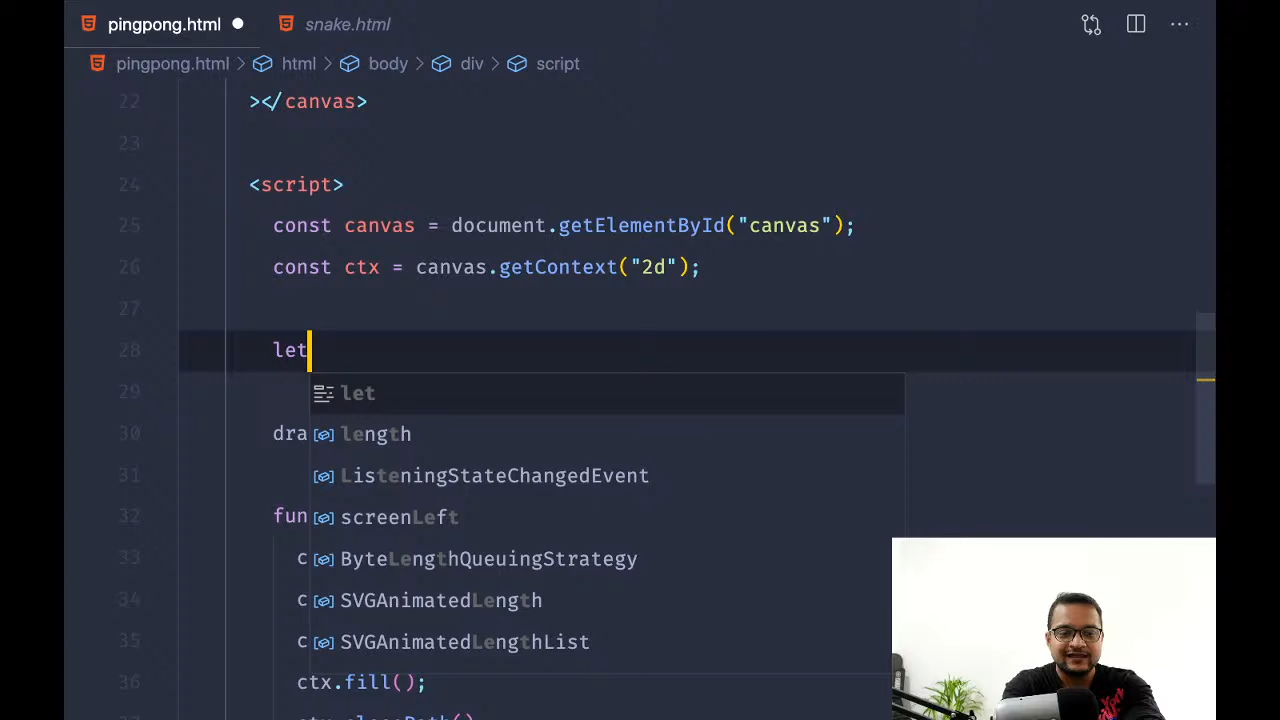 pingpong.html snake.html
pingpong.html > html > body > div > script
22 ></canvas>
23
24 <script>
25 const canvas = document.getElementById("canvas");
26 const ctx = canvas.getContext("2d");
27
28 let
29 let
30 dra length
31 ListeningStateChangedEvent
32 fun screenLeft
33 c ByteLengthQueuingStrategy
34 c SVGAnimatedLength
35 c SVGAnimatedLengthList
36 ctx.fill();